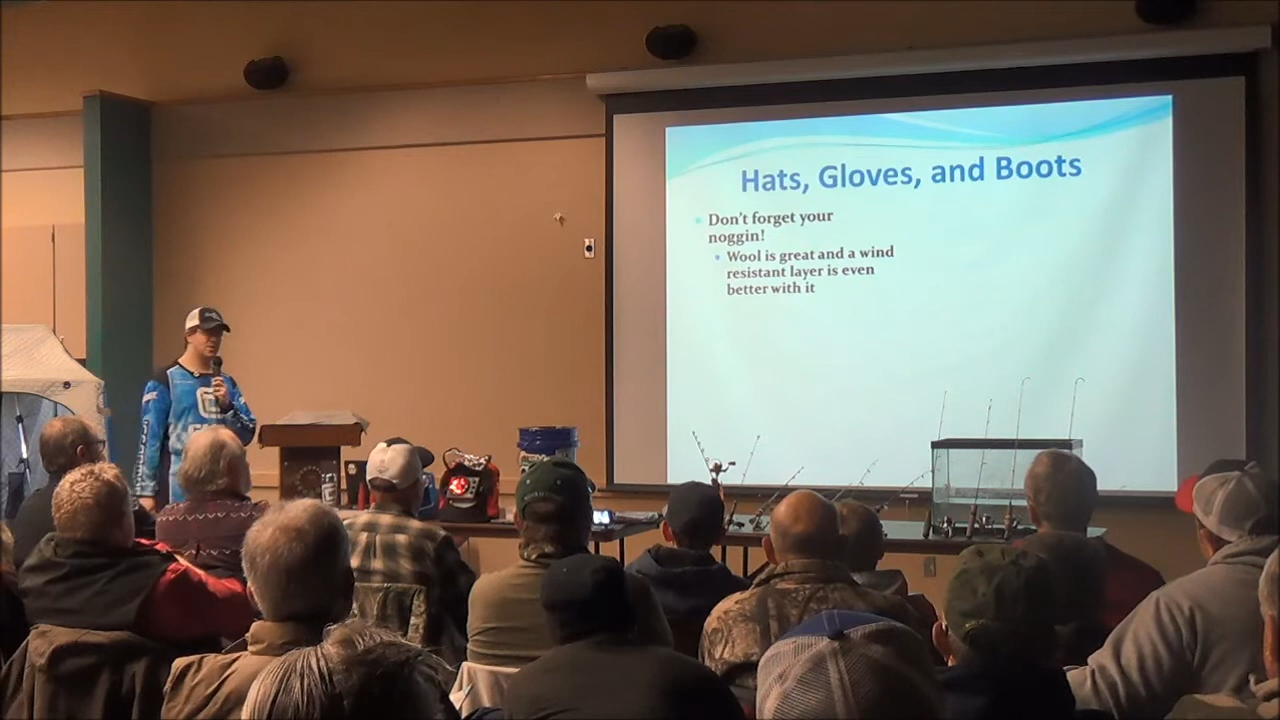 Hats, Gloves, and Boots
Don't forget your
noggin!
Wool is great and a wind
resistant layer is even
better with it